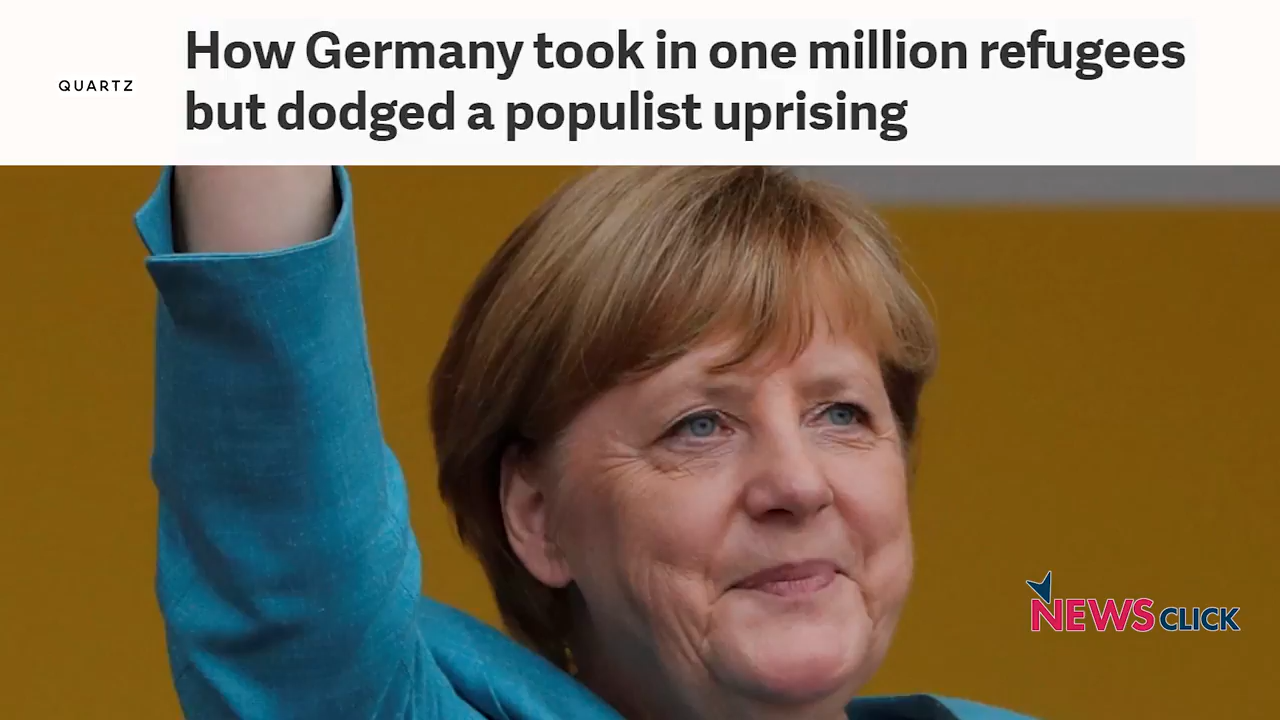 QUARTZ
How Germany took in one million refugees
but dodged a populist uprising
NEWSCLICK